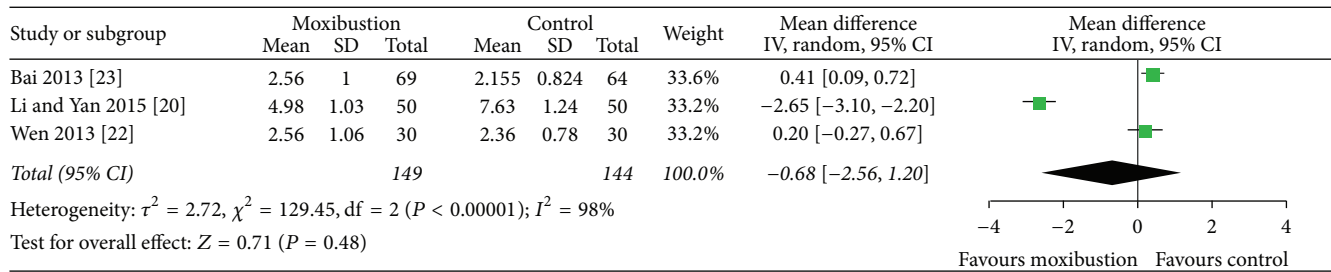 Study or subgroup Moxibustion Control Weight Mean difference Mean difference
Mean SD Total Mean SD Total IV, random, 95% CI IV, random, 95% CI
Bai 2013 [23] 2.56 1 69 2.155 0.824 64 33.6% 0.41 [0.09, 0.72]
Li and Yan 2015 [20] 4.98 1.03 50 7.63 1.24 50 33.2% −2.65 [−3.10, −2.20]
Wen 2013 [22] 2.56 1.06 30 2.36 0.78 30 33.2% 0.20 [−0.27, 0.67]
Total (95% CI) 149 144 100.0% −0.68 [−2.56, 1.20]
Heterogeneity: τ² = 2.72, χ² = 129.45, df = 2 (P < 0.00001); I² = 98%
Test for overall effect: Z = 0.71 (P = 0.48)
−4 −2 0 2 4
Favours moxibustion Favours control